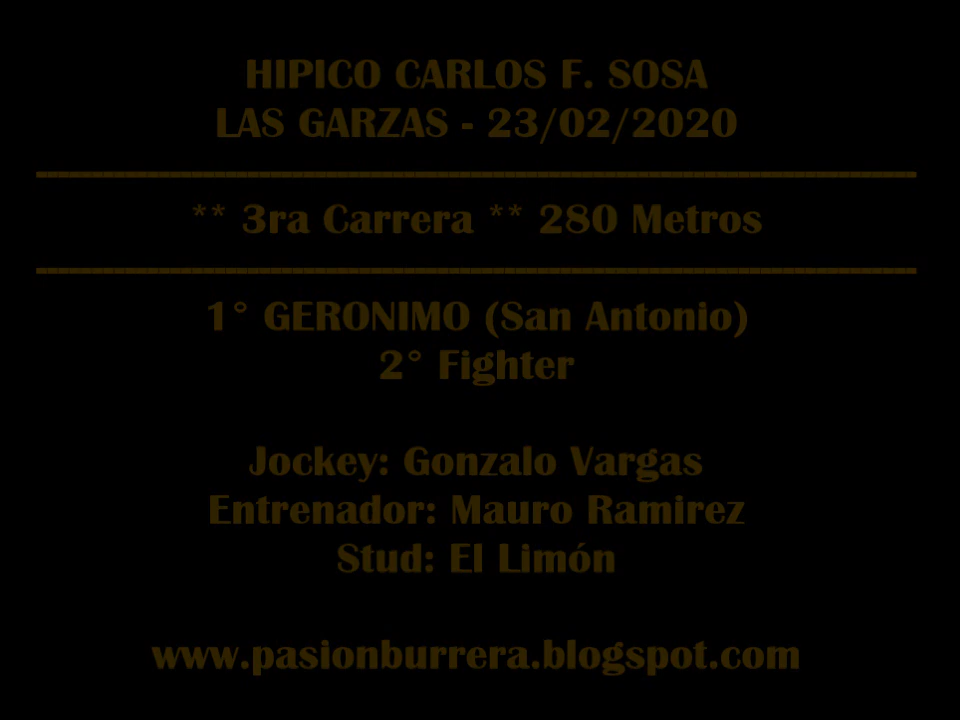 HIPICO CARLOS F. SOSA
LAS GARZAS - 23/02/2020
** 3ra Carrera ** 280 Metros
1° GERONIMO (San Antonio)
2° Fighter
Jockey: Gonzalo Vargas
Entrenador: Mauro Ramirez
Stud: El Limón
www.pasionburrera.blogspot.com